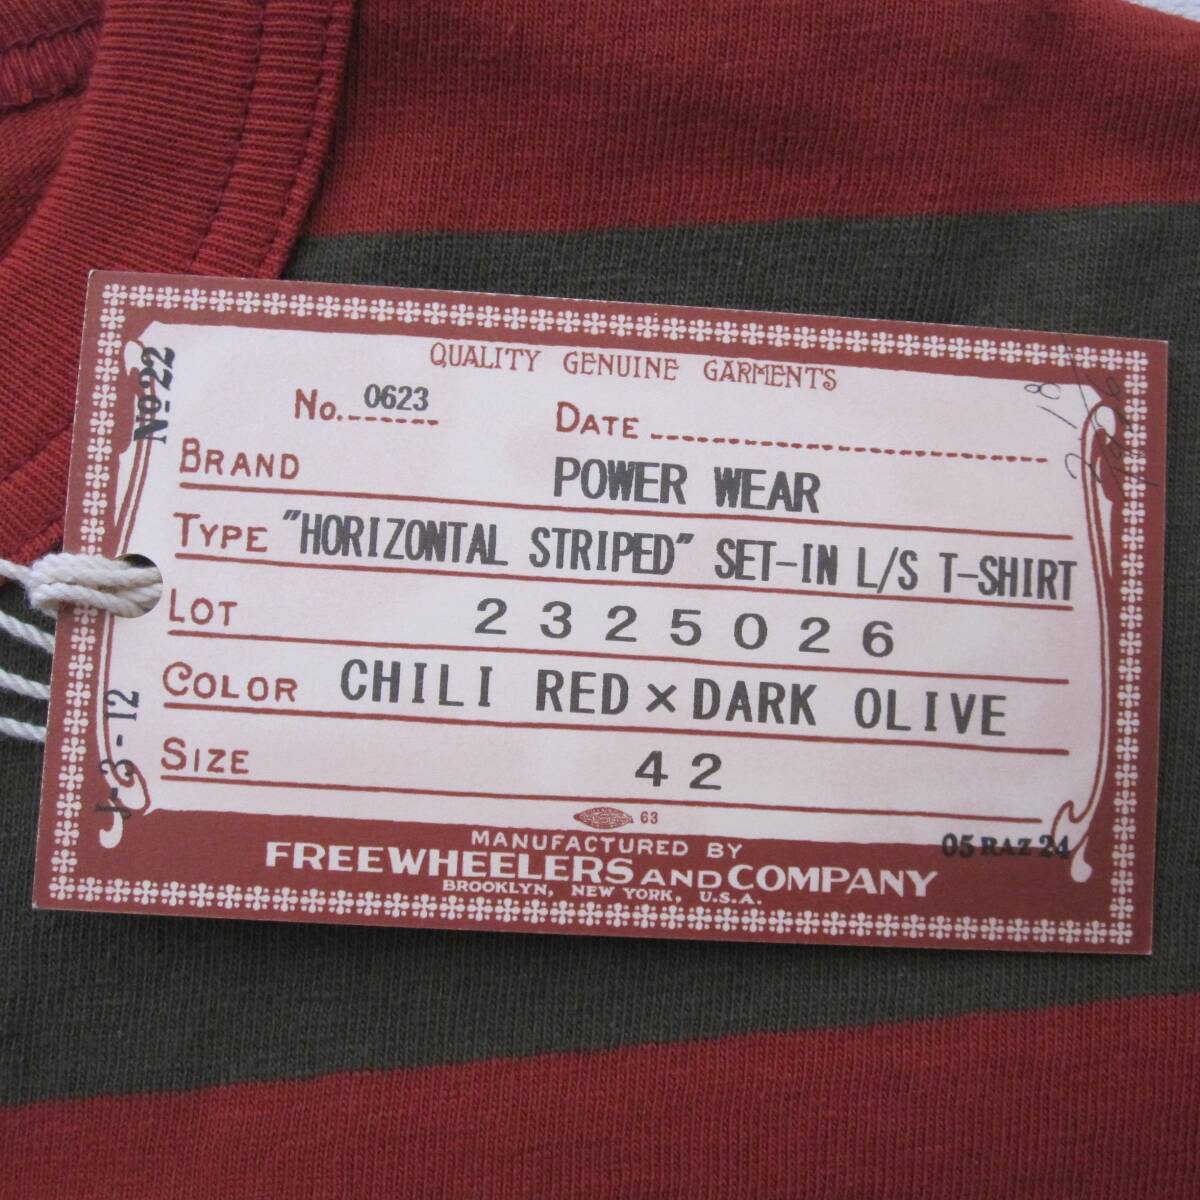 QUALITY GENUINE GARMENTS
No. 0623 DATE
BRAND POWER WEAR
TYPE "HORIZONTAL STRIPED" SET-IN L/S T-SHIRT
LOT 2325026
COLOR CHILI RED × DARK OLIVE
SIZE 42
63
MANUFACTURED BY
FREEWHEELERS AND COMPANY
BROOKLYN, NEW YORK, U.S.A.
05 RAZ 24
No 22
J-3-12